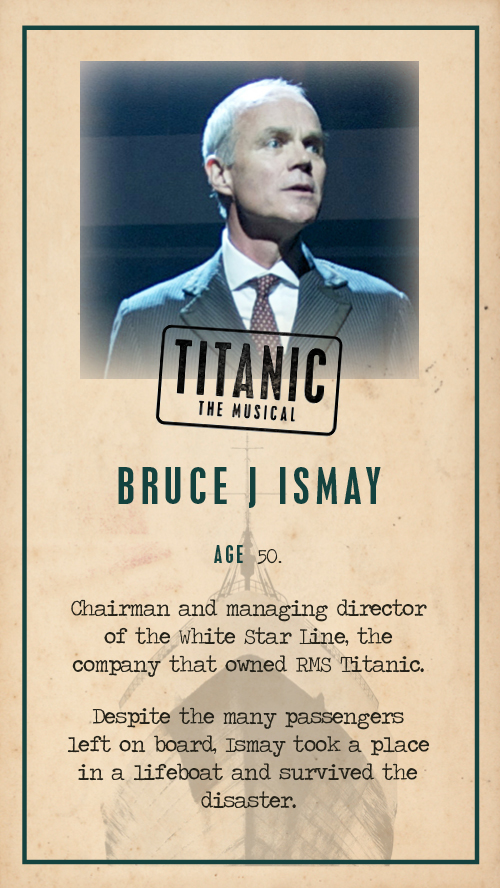 TITANIC
THE MUSICAL
BRUCE J ISMAY
AGE 50.
Chairman and managing director
of the White Star Line, the
company that owned RMS Titanic.
Despite the many passengers
left on board, Ismay took a place
in a lifeboat and survived the
disaster.